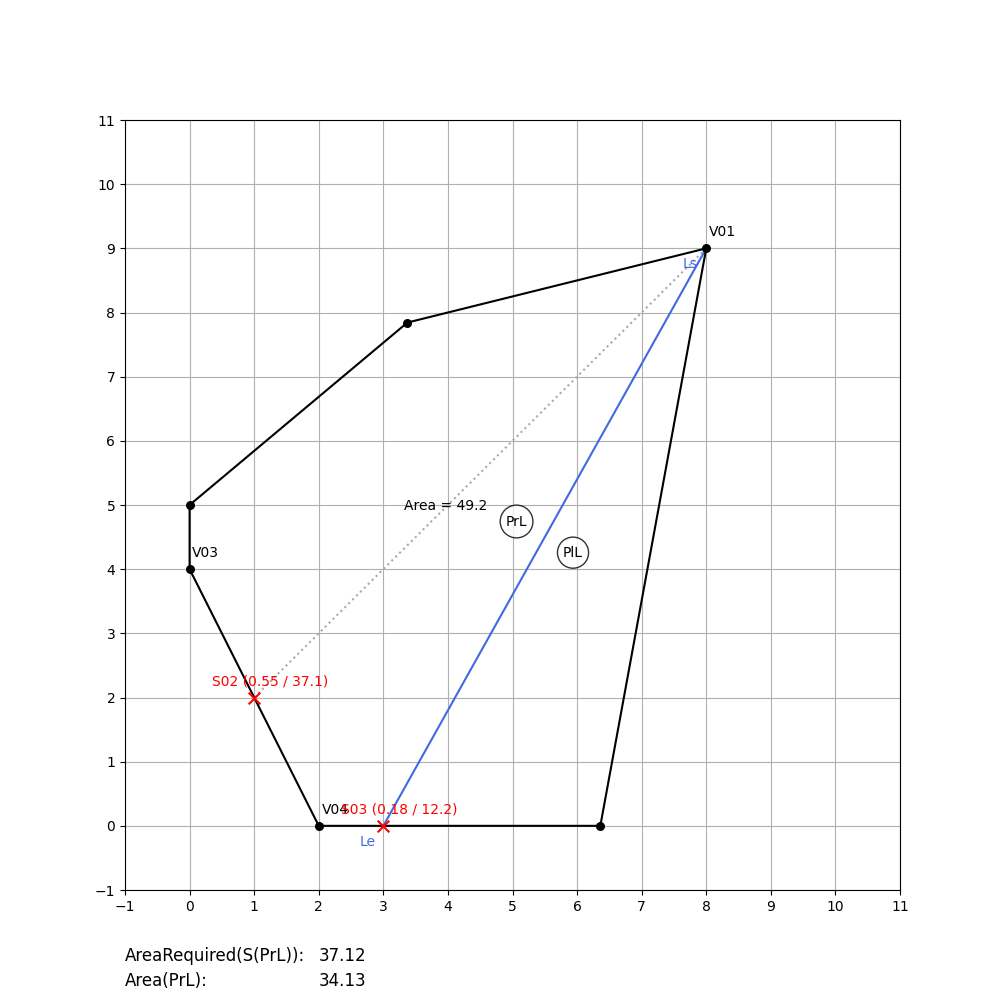 11
10
9
8
7
6
5
4
3
2
1
0
−1
V01
Ls
Area = 49.2
PrL
PlL
V03
S02 (0.55 / 37.1)
V04
S03 (0.18 / 12.2)
Le
−1 0 1 2 3 4 5 6 7 8 9 10 11
AreaRequired(S(PrL)): 37.12
Area(PrL): 34.13